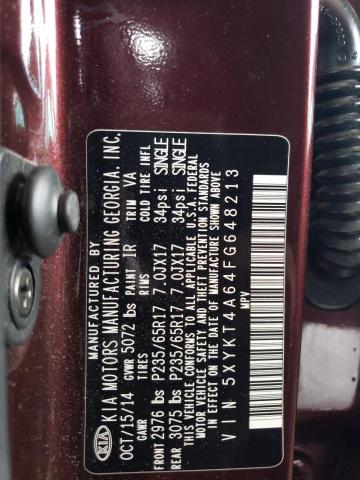 MANUFACTURED BY
KIA KIA MOTORS MANUFACTURING GEORGIA, INC.
OCT/15/14 GVWR 5072 lbs PAINT IR TRIM VA
GAWR TIRES RIMS COLD TIRE INFL
FRONT 2976 lbs P235/65R17 7.0JX17 34psi SINGLE
REAR 3075 lbs P235/65R17 7.0JX17 34psi SINGLE
THIS VEHICLE CONFORMS TO ALL APPLICABLE U.S.A. FEDERAL
MOTOR VEHICLE SAFETY AND THEFT PREVENTION STANDARDS
IN EFFECT ON THE DATE OF MANUFACTURE SHOWN ABOVE.
VIN 5XYKT4A64FG648213